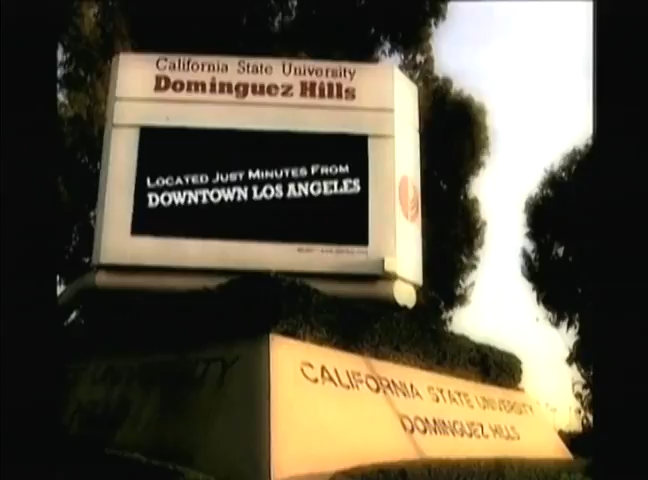 California State University
Dominguez Hills
LOCATED JUST MINUTES FROM
DOWNTOWN LOS ANGELES
CALIFORNIA STATE UNIVERSITY
DOMINGUEZ HILLS